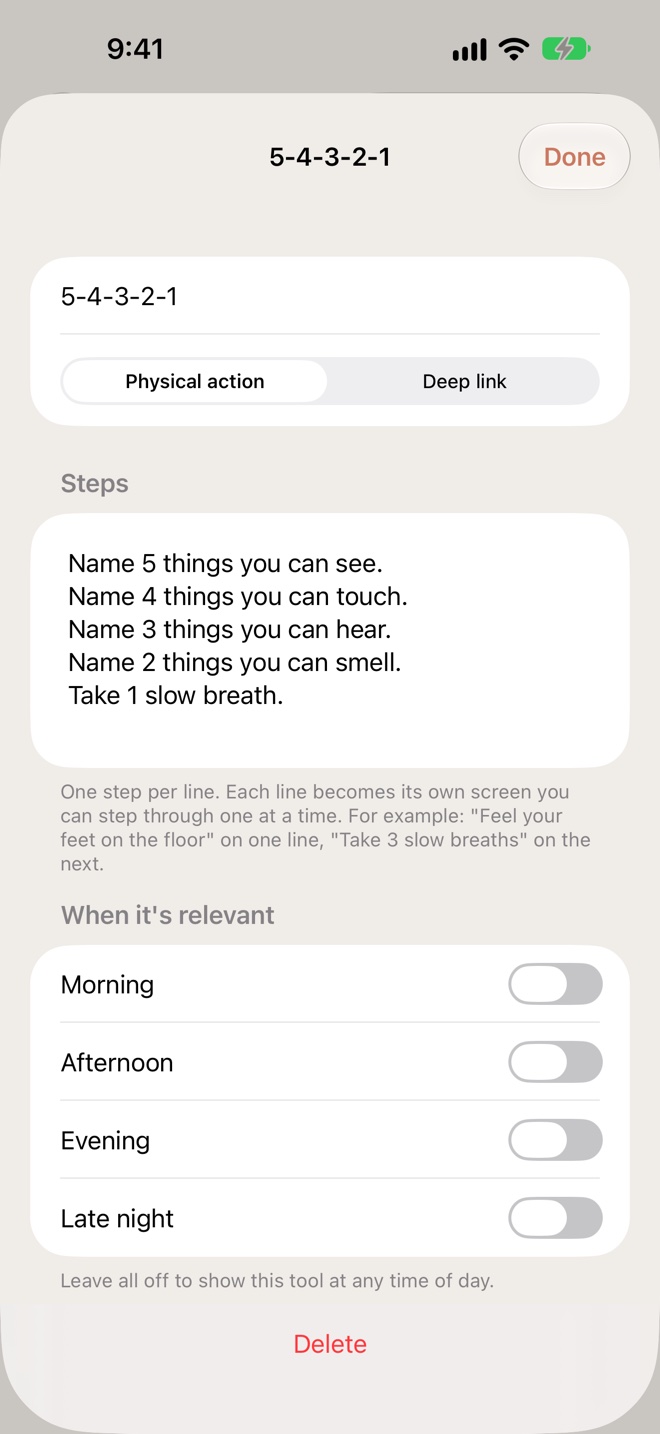 9:41
5-4-3-2-1
Done
5-4-3-2-1
Physical action
Deep link
Steps
Name 5 things you can see.
Name 4 things you can touch.
Name 3 things you can hear.
Name 2 things you can smell.
Take 1 slow breath.
One step per line. Each line becomes its own screen you
can step through one at a time. For example: "Feel your
feet on the floor" on one line, "Take 3 slow breaths" on the
next.
When it's relevant
Morning
Afternoon
Evening
Late night
Leave all off to show this tool at any time of day.
Delete